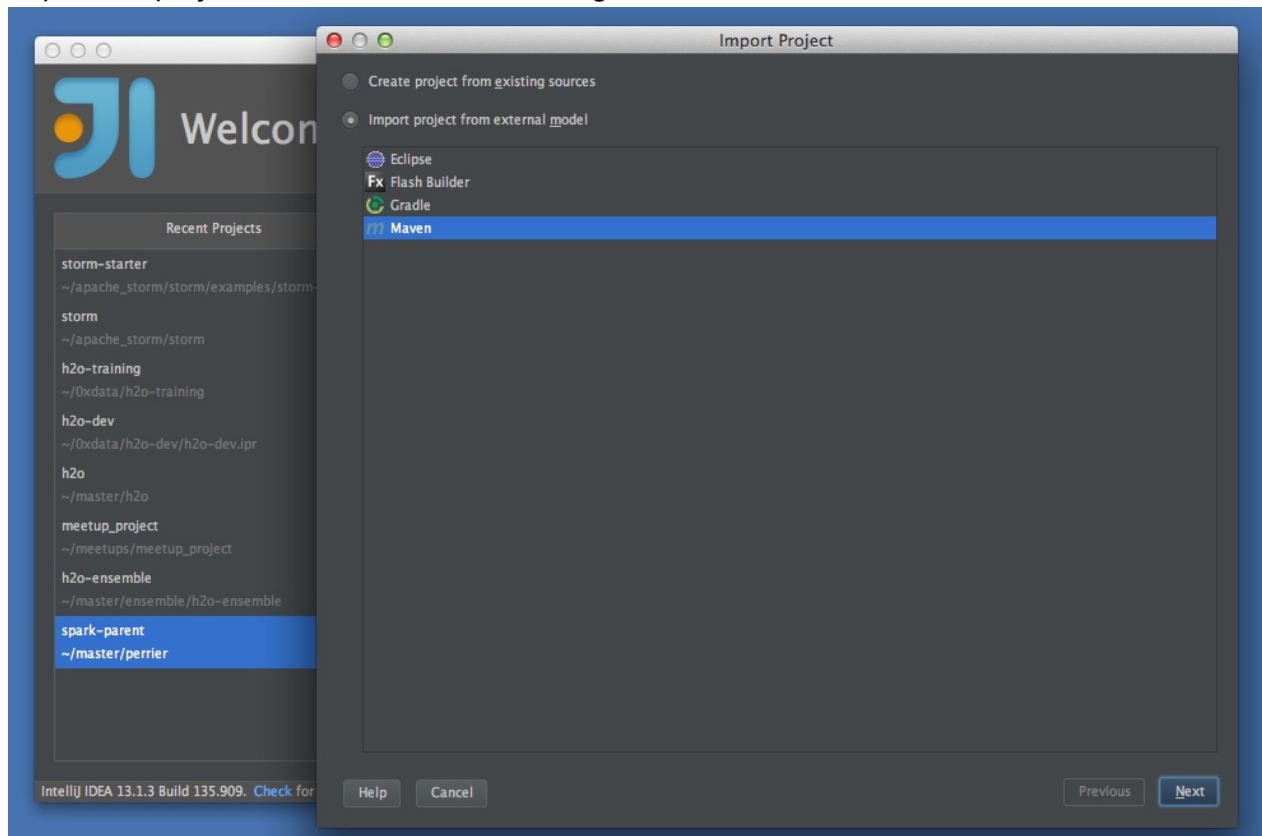 Import Project
Welcon
Create project from existing sources
Import project from external model
Eclipse
Fx Flash Builder
Gradle
m Maven
Recent Projects
storm-starter
~/apache_storm/storm/examples/storm-
storm
~/apache_storm/storm
h2o-training
~/0xdata/h2o-training
h2o-dev
~/0xdata/h2o-dev/h2o-dev.ipr
h2o
~/master/h2o
meetup_project
~/meetups/meetup_project
h2o-ensemble
~/master/ensemble/h2o-ensemble
spark-parent
~/master/perrier
IntelliJ IDEA 13.1.3 Build 135.909. Check for
Help Cancel Previous Next